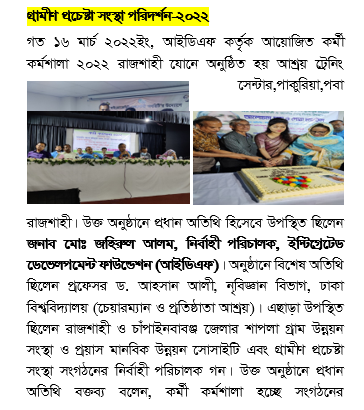 গ্রামীণ প্রচেষ্টা সংস্থা পরিদর্শন-২০২২
গত ১৬ মার্চ ২০২২ইং, আইডিএফ কর্তৃক আয়োজিত কর্মী
কর্মশালা ২০২২ রাজশাহী যোনে অনুষ্ঠিত হয় আশ্রয় ট্রেনিং
সেন্টার,পাকুরিয়া,পবা
রাজশাহী। উক্ত অনুষ্ঠানে প্রধান অতিথি হিসেবে উপস্থিত ছিলেন
জনাব মোঃ জহিরুল আলম, নির্বাহী পরিচালক, ইন্টিগ্রেটেড
ডেভেলপমেন্ট ফাউন্ডেশন (আইডিএফ)। অনুষ্ঠানে বিশেষ অতিথি
ছিলেন প্রফেসর ড. আহসান আলী, নৃবিজ্ঞান বিভাগ, ঢাকা
বিশ্ববিদ্যালয় (চেয়ারম্যান ও প্রতিষ্ঠাতা আশ্রয়)। এছাড়া উপস্থিত
ছিলেন রাজশাহী ও চাঁপাইনবাবগঞ্জ জেলার শাপলা গ্রাম উন্নয়ন
সংস্থা ও প্রয়াস মানবিক উন্নয়ন সোসাইটি এবং গ্রামীণ প্রচেষ্টা
সংস্থা সংগঠনের নির্বাহী পরিচালক গন। উক্ত অনুষ্ঠানে প্রধান
অতিথি বক্তব্য বলেন, কর্মী কর্মশালা হচ্ছে সংগঠনের